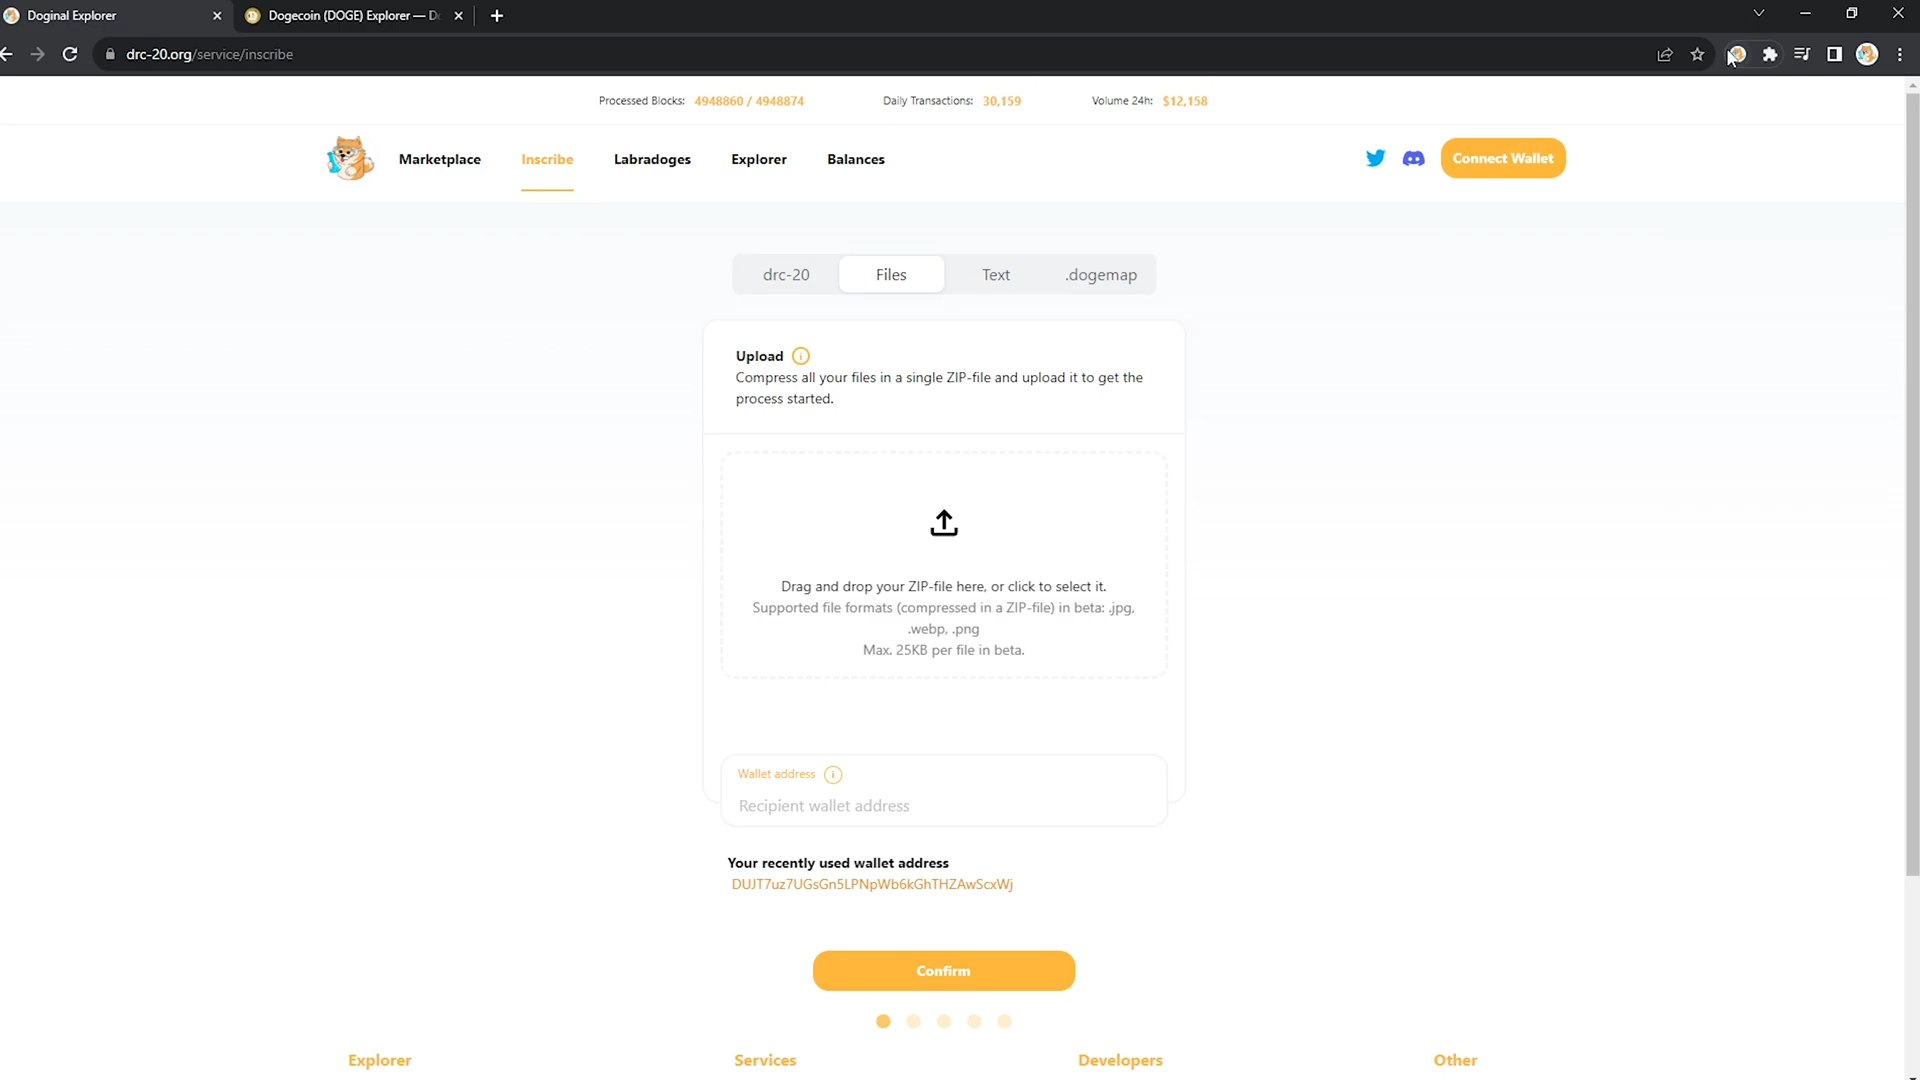 Doginal Explorer
Dogecoin (DOGE) Explorer — D
drc-20.org/service/inscribe
Processed Blocks: 4948860 / 4948874 Daily Transactions: 30,159 Volume 24h: $12,158
Marketplace Inscribe Labradoges Explorer Balances Connect Wallet
drc-20 Files Text .dogemap
Upload
Compress all your files in a single ZIP-file and upload it to get the
process started.
Drag and drop your ZIP-file here, or click to select it.
Supported file formats (compressed in a ZIP-file) in beta: .jpg,
.webp, .png
Max. 25KB per file in beta.
Wallet address
Recipient wallet address
Your recently used wallet address
DUJT7uz7UGsGn5LPNpWb6kGhTHZAwScxWj
Confirm
Explorer Services Developers Other